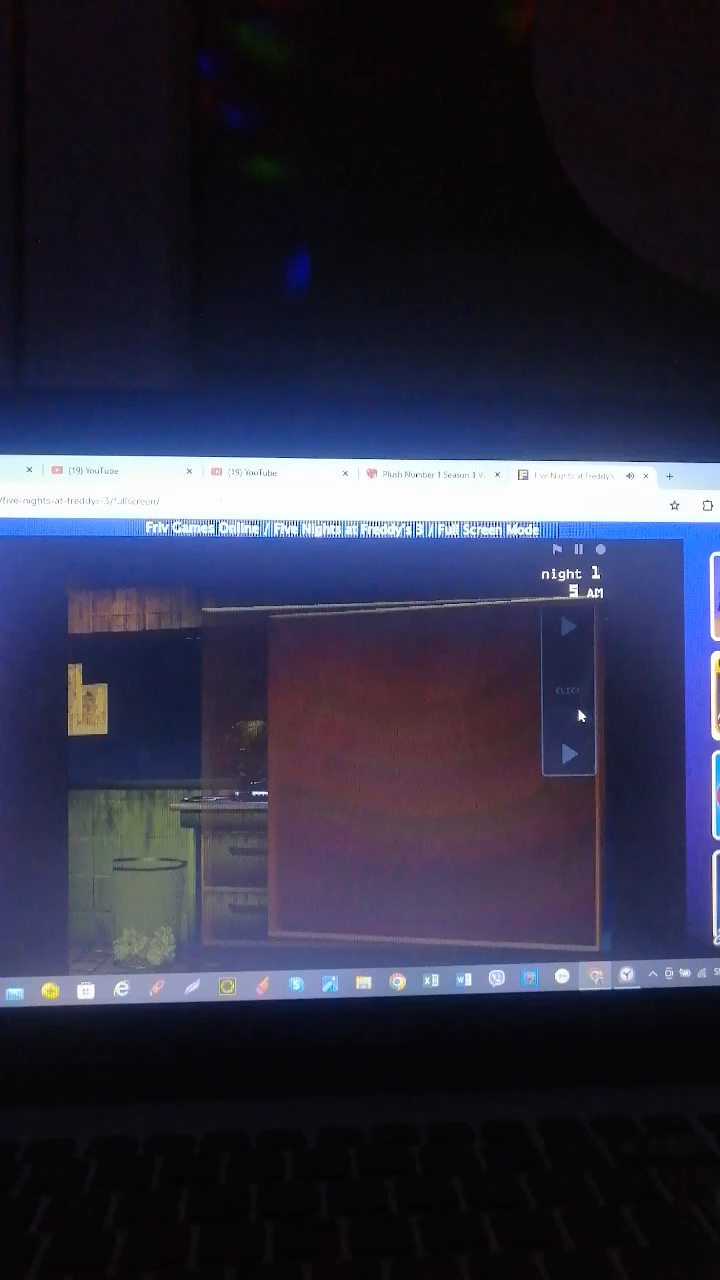 (19) YouTube
(19) YouTube
Plush Number 1 Season 1
Five Nights at Freddy's
/five-nights-at-freddys-3/fullscreen/
Friv Games Online / Five Nights at Freddy's 3 / Full Screen Mode
night 1
5 AM
CLICK